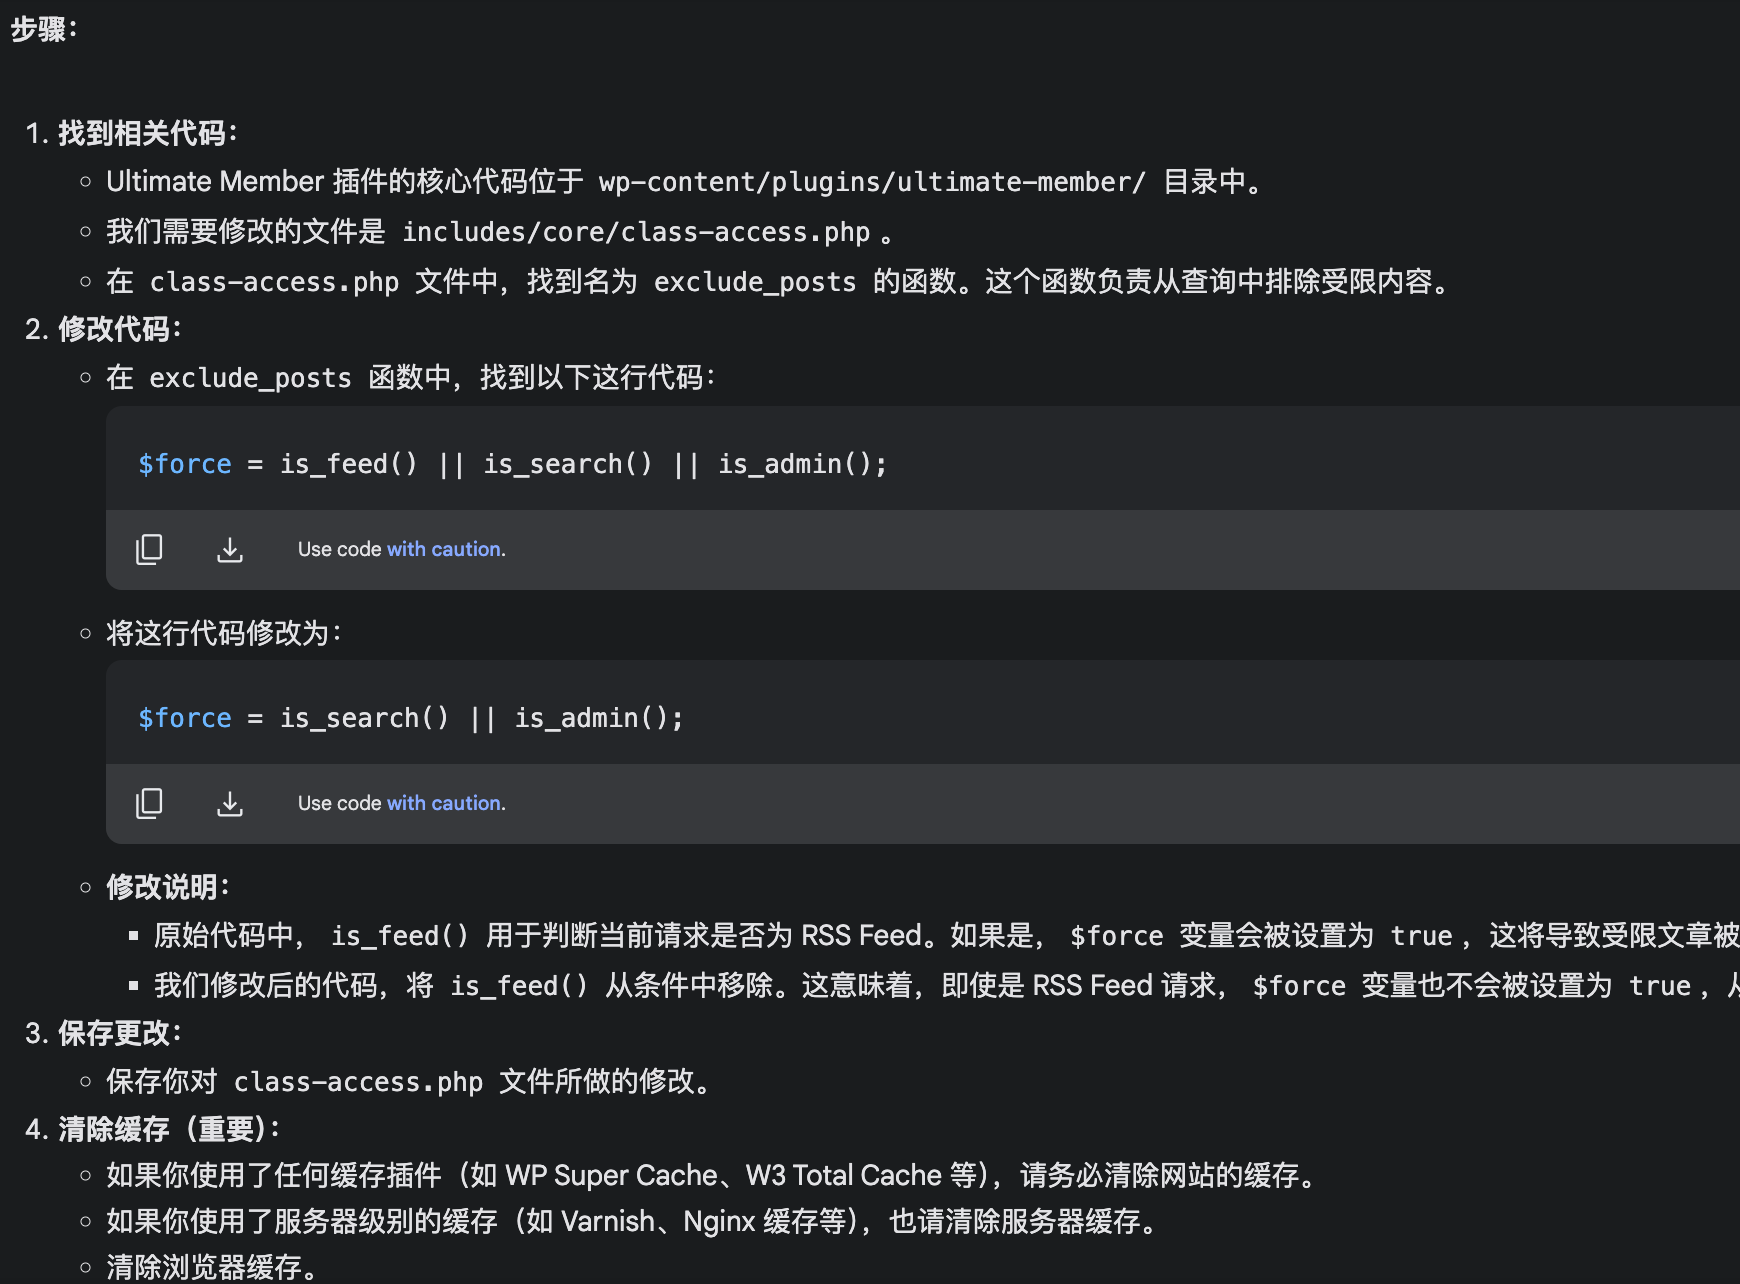 步骤：
1. 找到相关代码：
Ultimate Member 插件的核心代码位于 wp-content/plugins/ultimate-member/ 目录中。
我们需要修改的文件是 includes/core/class-access.php 。
在 class-access.php 文件中，找到名为 exclude_posts 的函数。这个函数负责从查询中排除受限内容。
2. 修改代码：
在 exclude_posts 函数中，找到以下这行代码：
$force = is_feed() || is_search() || is_admin();
Use code with caution.
将这行代码修改为：
$force = is_search() || is_admin();
Use code with caution.
修改说明：
原始代码中， is_feed() 用于判断当前请求是否为 RSS Feed。如果是， $force 变量会被设置为 true ，这将导致受限文章被
我们修改后的代码，将 is_feed() 从条件中移除。这意味着，即使是 RSS Feed 请求， $force 变量也不会被设置为 true ，从
3. 保存更改：
保存你对 class-access.php 文件所做的修改。
4. 清除缓存（重要）：
如果你使用了任何缓存插件（如 WP Super Cache、W3 Total Cache 等），请务必清除网站的缓存。
如果你使用了服务器级别的缓存（如 Varnish、Nginx 缓存等），也请清除服务器缓存。
清除浏览器缓存。